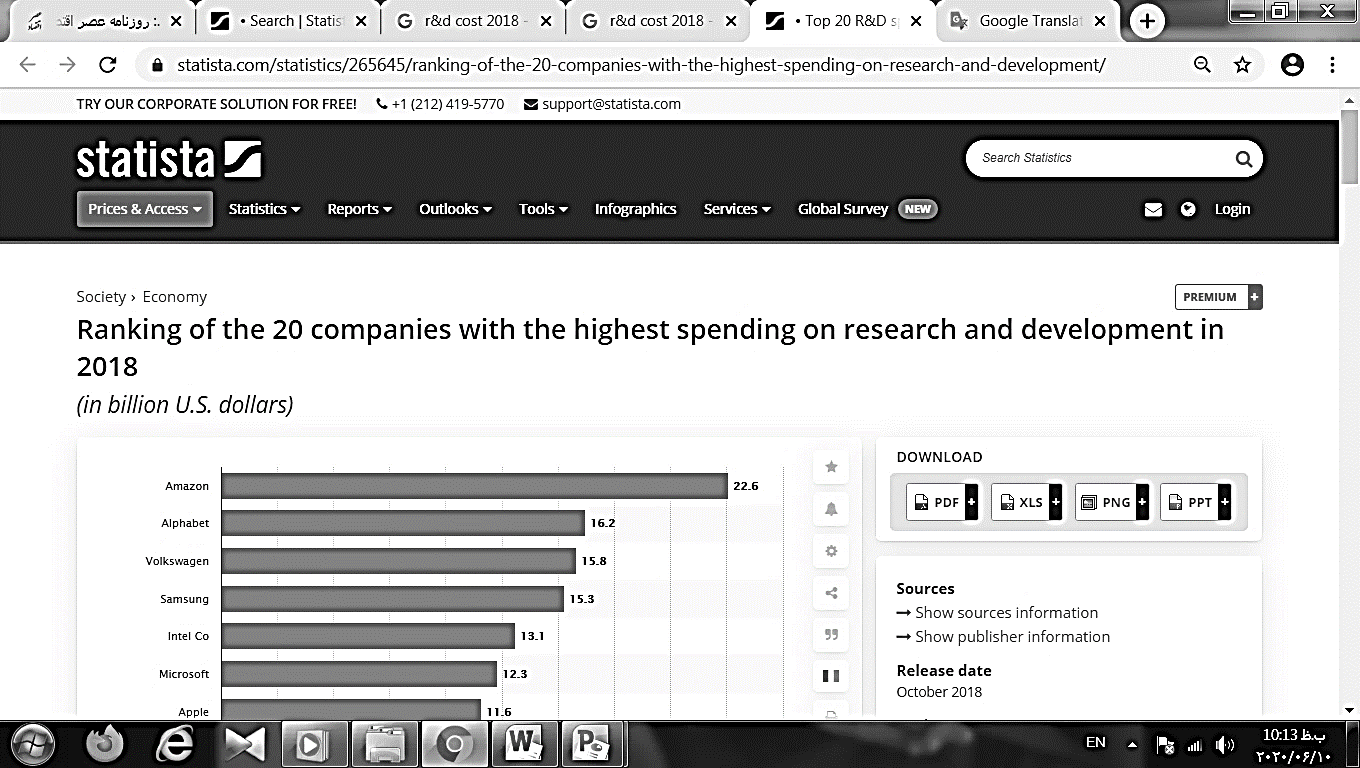 .: روزنامه عصر اقتد
• Search | Statist
r&d cost 2018 -
r&d cost 2018 -
• Top 20 R&D s
Google Translat
statista.com/statistics/265645/ranking-of-the-20-companies-with-the-highest-spending-on-research-and-development/
TRY OUR CORPORATE SOLUTION FOR FREE! +1 (212) 419-5770 support@statista.com
statista
Search Statistics
Prices & Access Statistics Reports Outlooks Tools Infographics Services Global Survey NEW Login
Society › Economy
PREMIUM +
Ranking of the 20 companies with the highest spending on research and development in
2018
(in billion U.S. dollars)
Amazon 22.6
Alphabet 16.2
Volkswagen 15.8
Samsung 15.3
Intel Co 13.1
Microsoft 12.3
Apple 11.6
DOWNLOAD
PDF + XLS + PNG + PPT +
Sources
→ Show sources information
→ Show publisher information
Release date
October 2018
EN
10:13 ب.ظ
۲۰۲۰/۰۶/۱۰